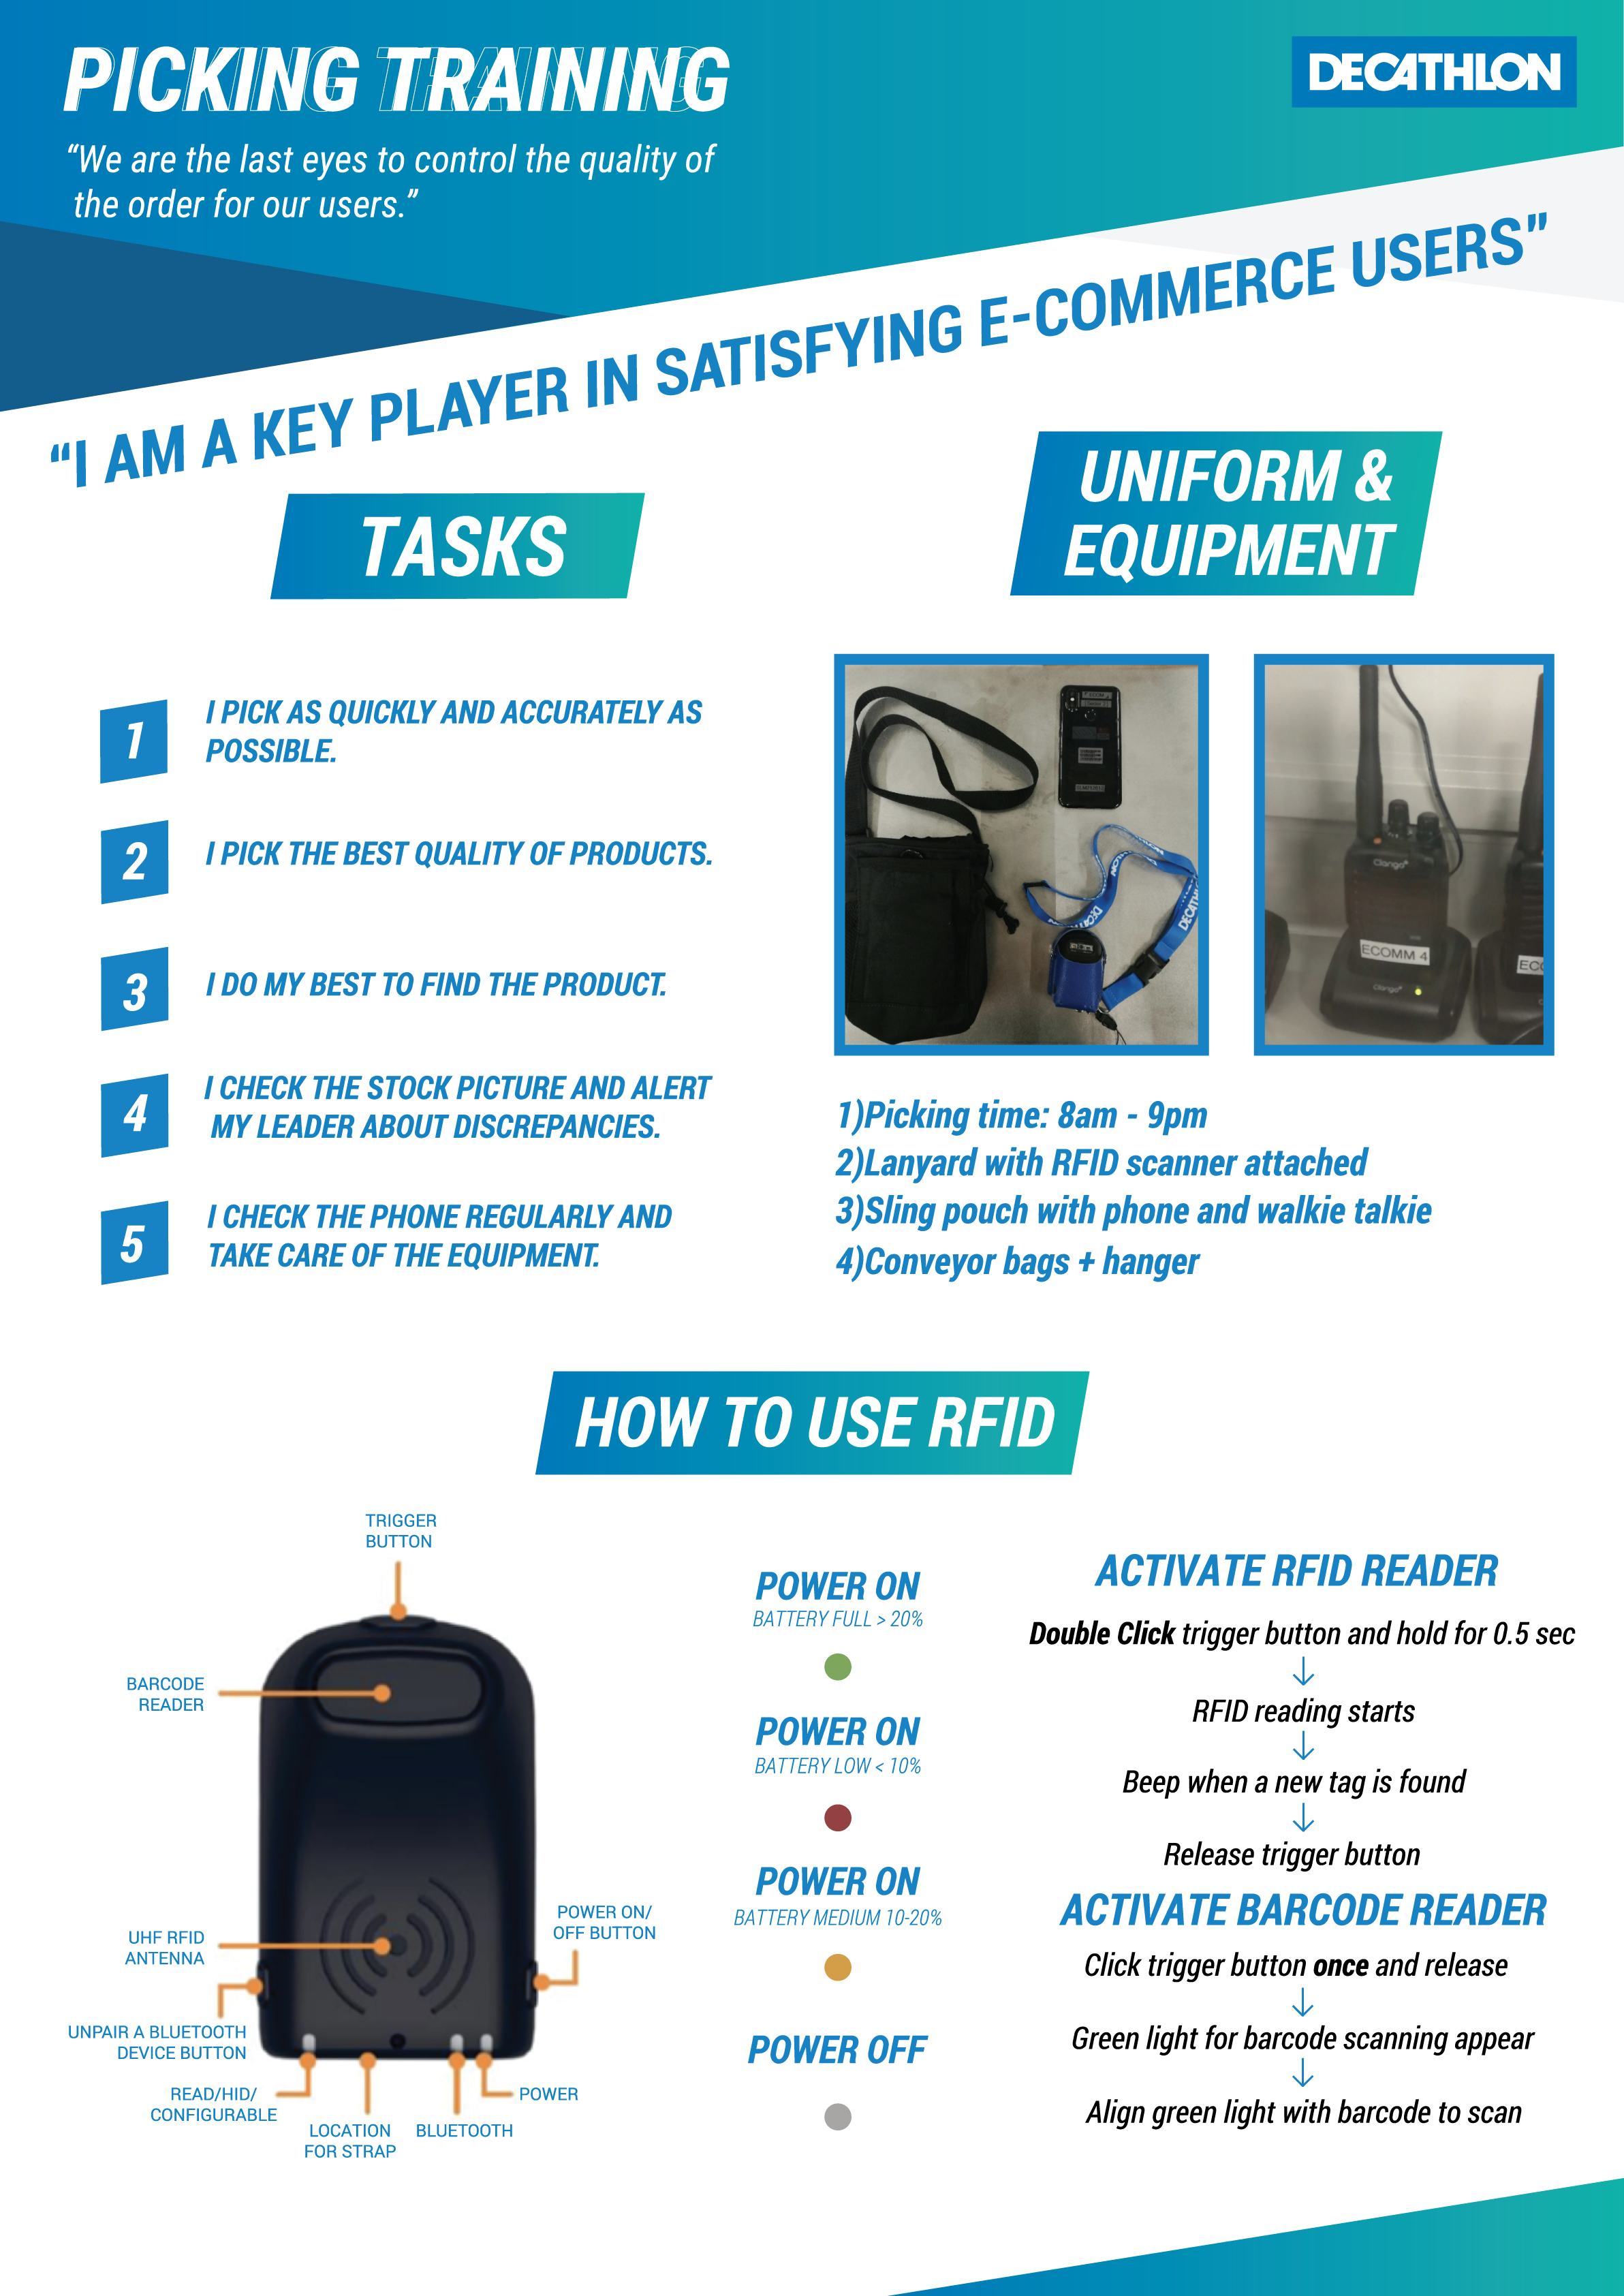 PICKING TRAINING
DECATHLON
“We are the last eyes to control the quality of
the order for our users.”
“I AM A KEY PLAYER IN SATISFYING E-COMMERCE USERS”
TASKS
1
I PICK AS QUICKLY AND ACCURATELY AS
POSSIBLE.
2
I PICK THE BEST QUALITY OF PRODUCTS.
3
I DO MY BEST TO FIND THE PRODUCT.
4
I CHECK THE STOCK PICTURE AND ALERT
MY LEADER ABOUT DISCREPANCIES.
5
I CHECK THE PHONE REGULARLY AND
TAKE CARE OF THE EQUIPMENT.
UNIFORM &
EQUIPMENT
DECATHLON
Clango
ECOMM 4
Clango
1)Picking time: 8am - 9pm
2)Lanyard with RFID scanner attached
3)Sling pouch with phone and walkie talkie
4)Conveyor bags + hanger
HOW TO USE RFID
TRIGGER
BUTTON
BARCODE
READER
UHF RFID
ANTENNA
POWER ON/
OFF BUTTON
UNPAIR A BLUETOOTH
DEVICE BUTTON
READ/HID/
CONFIGURABLE
LOCATION
FOR STRAP
BLUETOOTH
POWER
POWER ON
BATTERY FULL > 20%
POWER ON
BATTERY LOW < 10%
POWER ON
BATTERY MEDIUM 10-20%
POWER OFF
ACTIVATE RFID READER
Double Click trigger button and hold for 0.5 sec
RFID reading starts
Beep when a new tag is found
Release trigger button
ACTIVATE BARCODE READER
Click trigger button once and release
Green light for barcode scanning appear
Align green light with barcode to scan